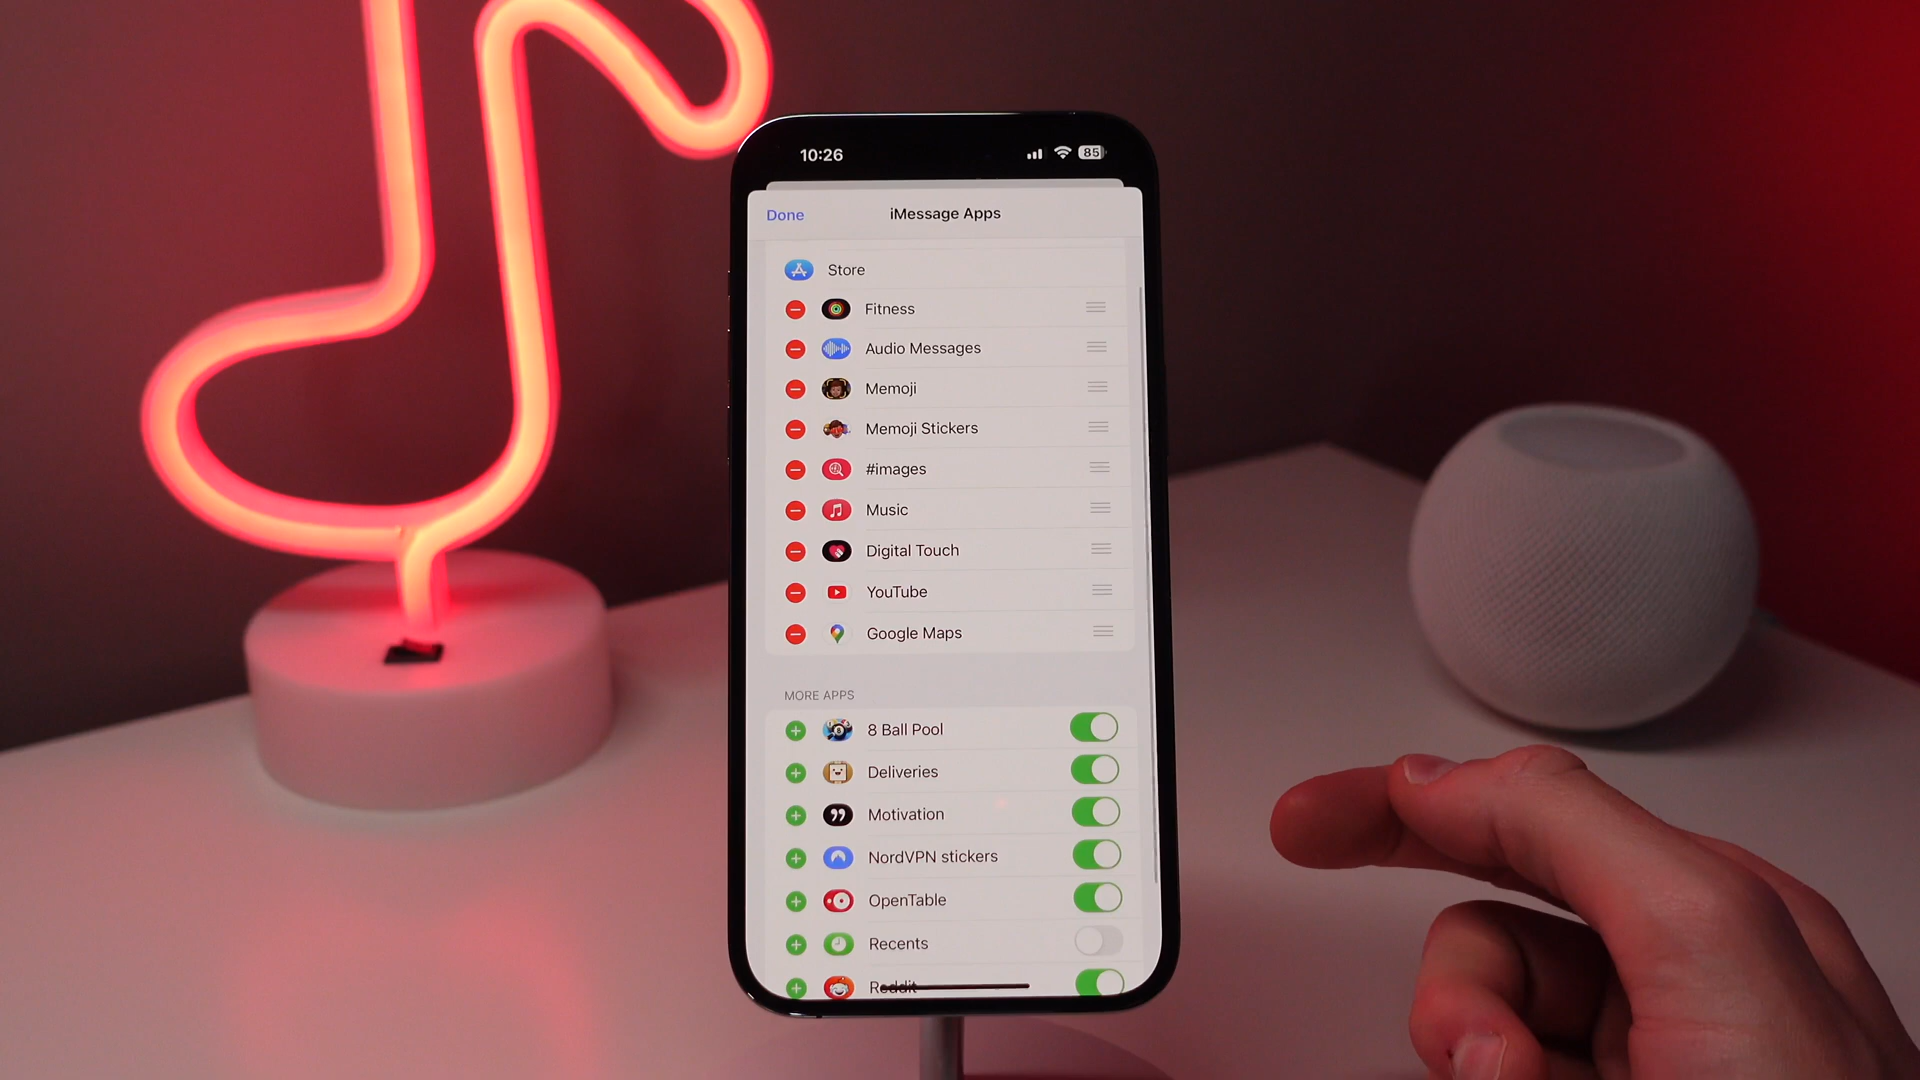 10:26
85
Done
iMessage Apps
Store
Fitness
Audio Messages
Memoji
Memoji Stickers
#images
Music
Digital Touch
YouTube
Google Maps
MORE APPS
8 Ball Pool
Deliveries
Motivation
NordVPN stickers
OpenTable
Recents
Reddit